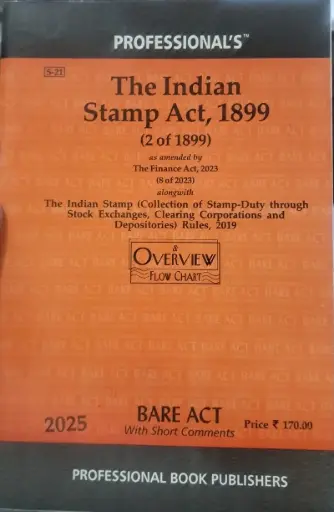 PROFESSIONAL'S™
S-21
The Indian
Stamp Act, 1899
(2 of 1899)
as amended by
The Finance Act, 2023
(8 of 2023)
alongwith
The Indian Stamp (Collection of Stamp-Duty through
Stock Exchanges, Clearing Corporations and
Depositories) Rules, 2019
&
OVERVIEW
FLOW CHART
2025
BARE ACT
With Short Comments
Price ₹ 170.00
PROFESSIONAL BOOK PUBLISHERS